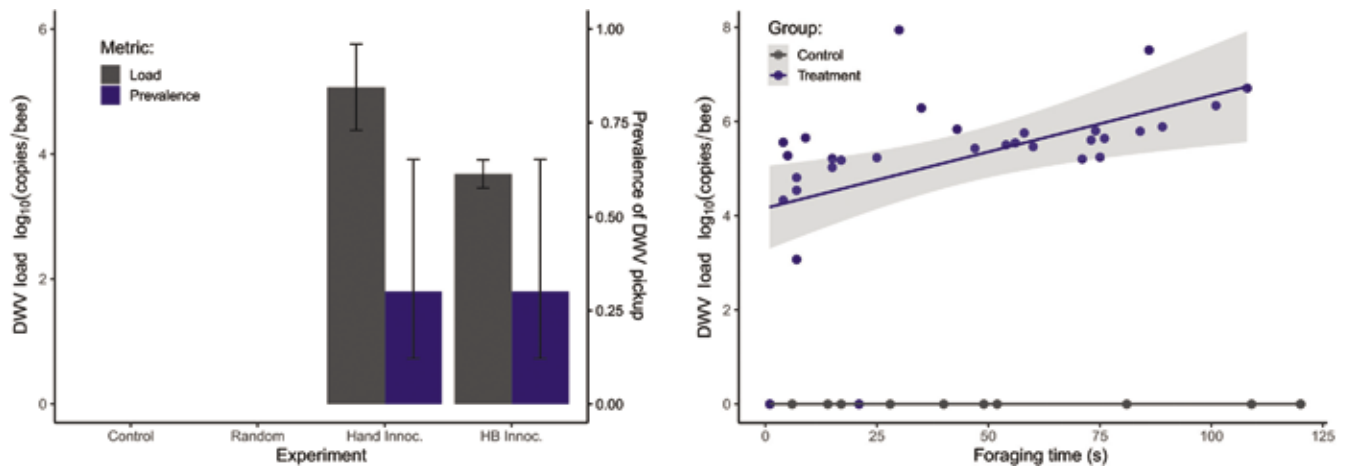 Metric:
Load
Prevalence
DWV load log10(copies/bee)
6
4
2
0
1.00
0.75
0.50
0.25
0.00
Prevalence of DWV pickup
Control Random Hand Innoc. HB Innoc.
Experiment
Group:
Control
Treatment
DWV load log10(copies/bee)
8
6
4
2
0
0 25 50 75 100 125
Foraging time (s)